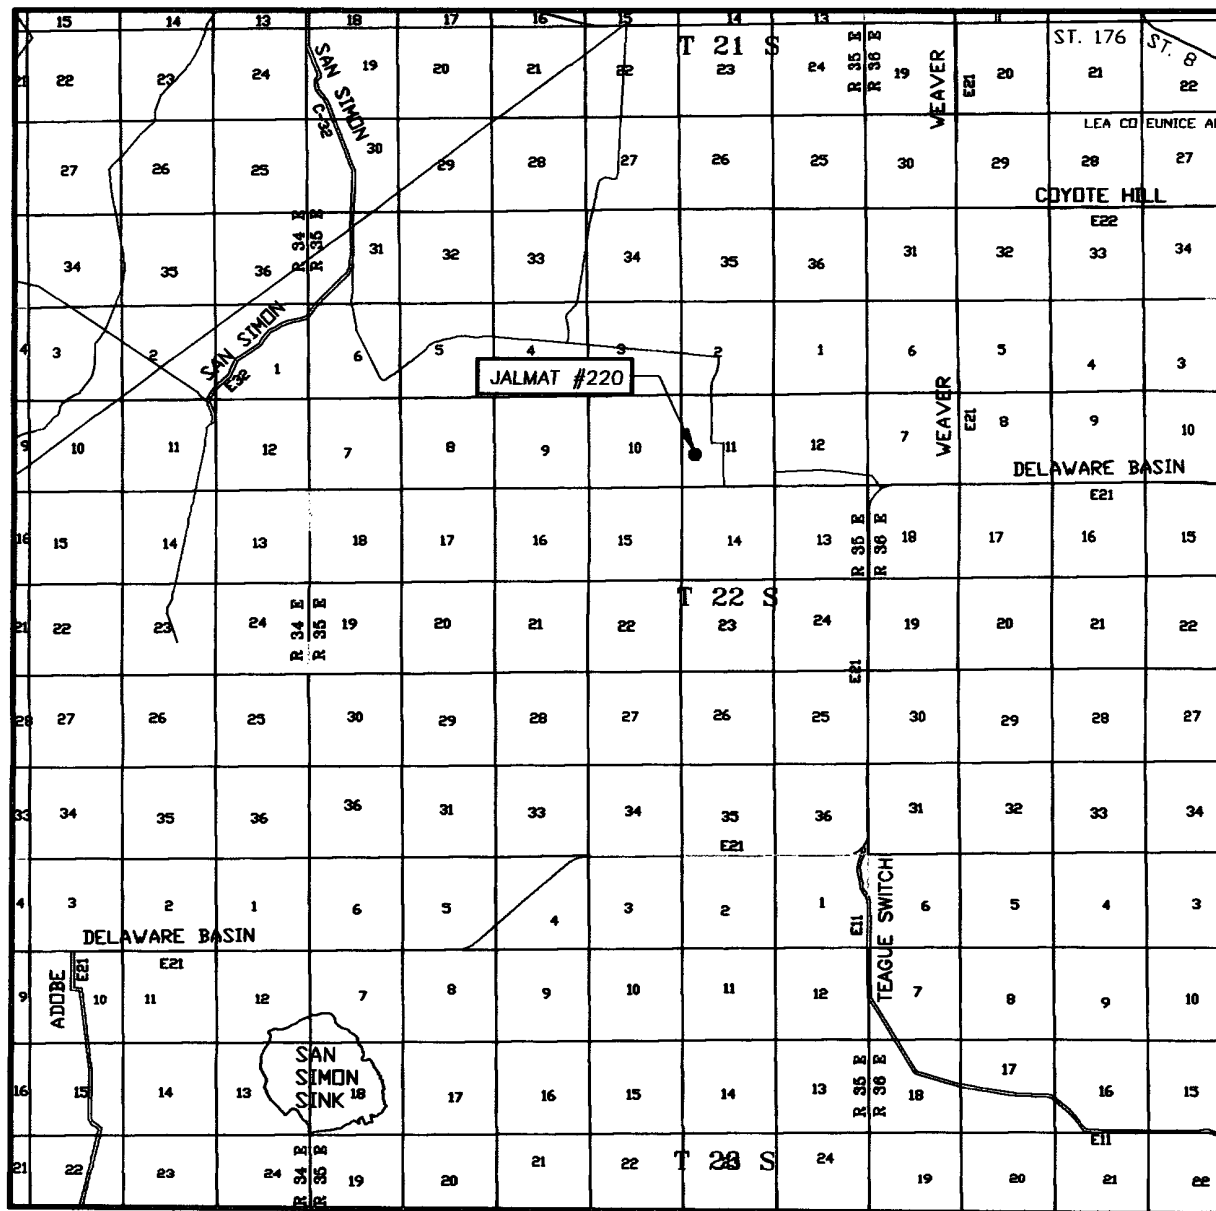 15 14 13 18 17 16 15 14 13
T 21 S
ST. 176
ST. 8
21 22 23 24 19 20 21 22 23 24 19 20 21 22
R 35 E
R 36 E
SAN SIMON
C-32
WEAVER
E21
LEA CO EUNICE
27 26 25 30 29 28 27 26 25 30 29 28 27
COYOTE HILL
E22
R 34 E
R 35 E
34 35 36 31 32 33 34 35 36 31 32 33 34
SAN SIMON
E32
4 3 2 1 6 5 4 3 2 1 6 5 4 3
JALMAT #220
WEAVER
E21
9 10 11 12 7 8 9 10 11 12 7 8 9 10
DELAWARE BASIN
E21
R 35 E
R 36 E
16 15 14 13 18 17 16 15 14 13 18 17 16 15
T 22 S
R 34 E
R 35 E
21 22 23 24 19 20 21 22 23 24 19 20 21 22
E21
28 27 26 25 30 29 28 27 26 25 30 29 28 27
33 34 35 36 36 31 33 34 35 36 31 32 33 34
E21
TEAGUE SWITCH
E11
4 3 2 1 6 5 4 3 2 1 6 5 4 3
DELAWARE BASIN
E21
ADOBE
E21
9 10 11 12 7 8 9 10 11 12 7 8 9 10
SAN
SIMON
SINK
R 35 E
R 36 E
16 15 14 13 18 17 16 15 14 13 18 17 16 15
E11
T 23 S
R 34 E
R 35 E
21 22 23 24 19 20 21 22 23 24 19 20 21 22